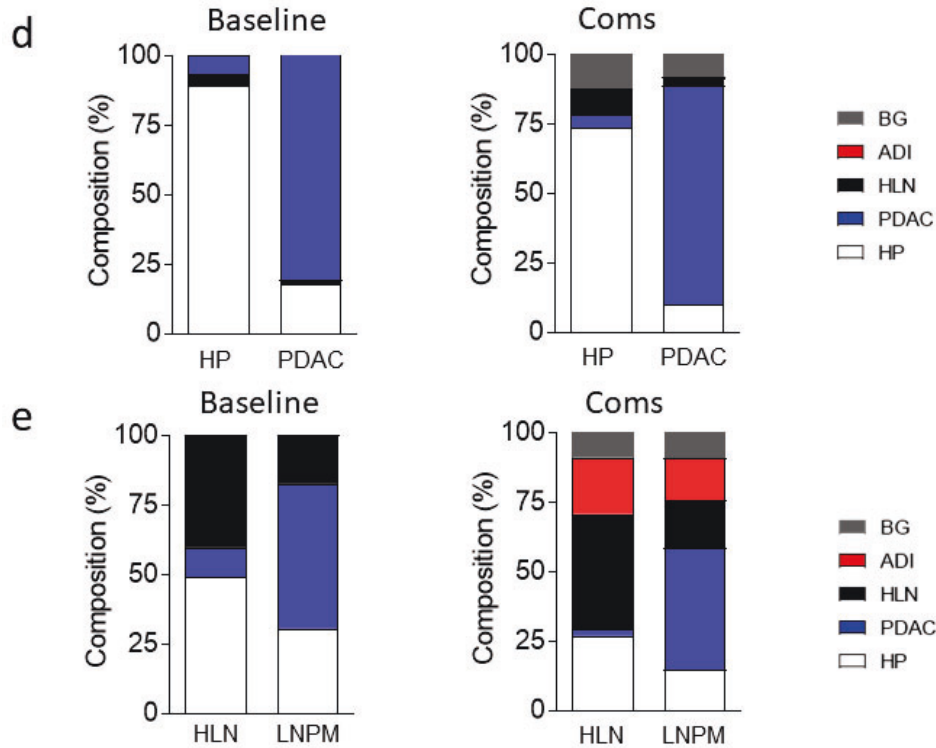 d
Baseline
Coms
Composition (%)
100
75
50
25
0
HP PDAC
Composition (%)
100
75
50
25
0
HP PDAC
BG
ADI
HLN
PDAC
HP
e
Baseline
Coms
Composition (%)
100
75
50
25
0
HLN LNPM
Composition (%)
100
75
50
25
0
HLN LNPM
BG
ADI
HLN
PDAC
HP